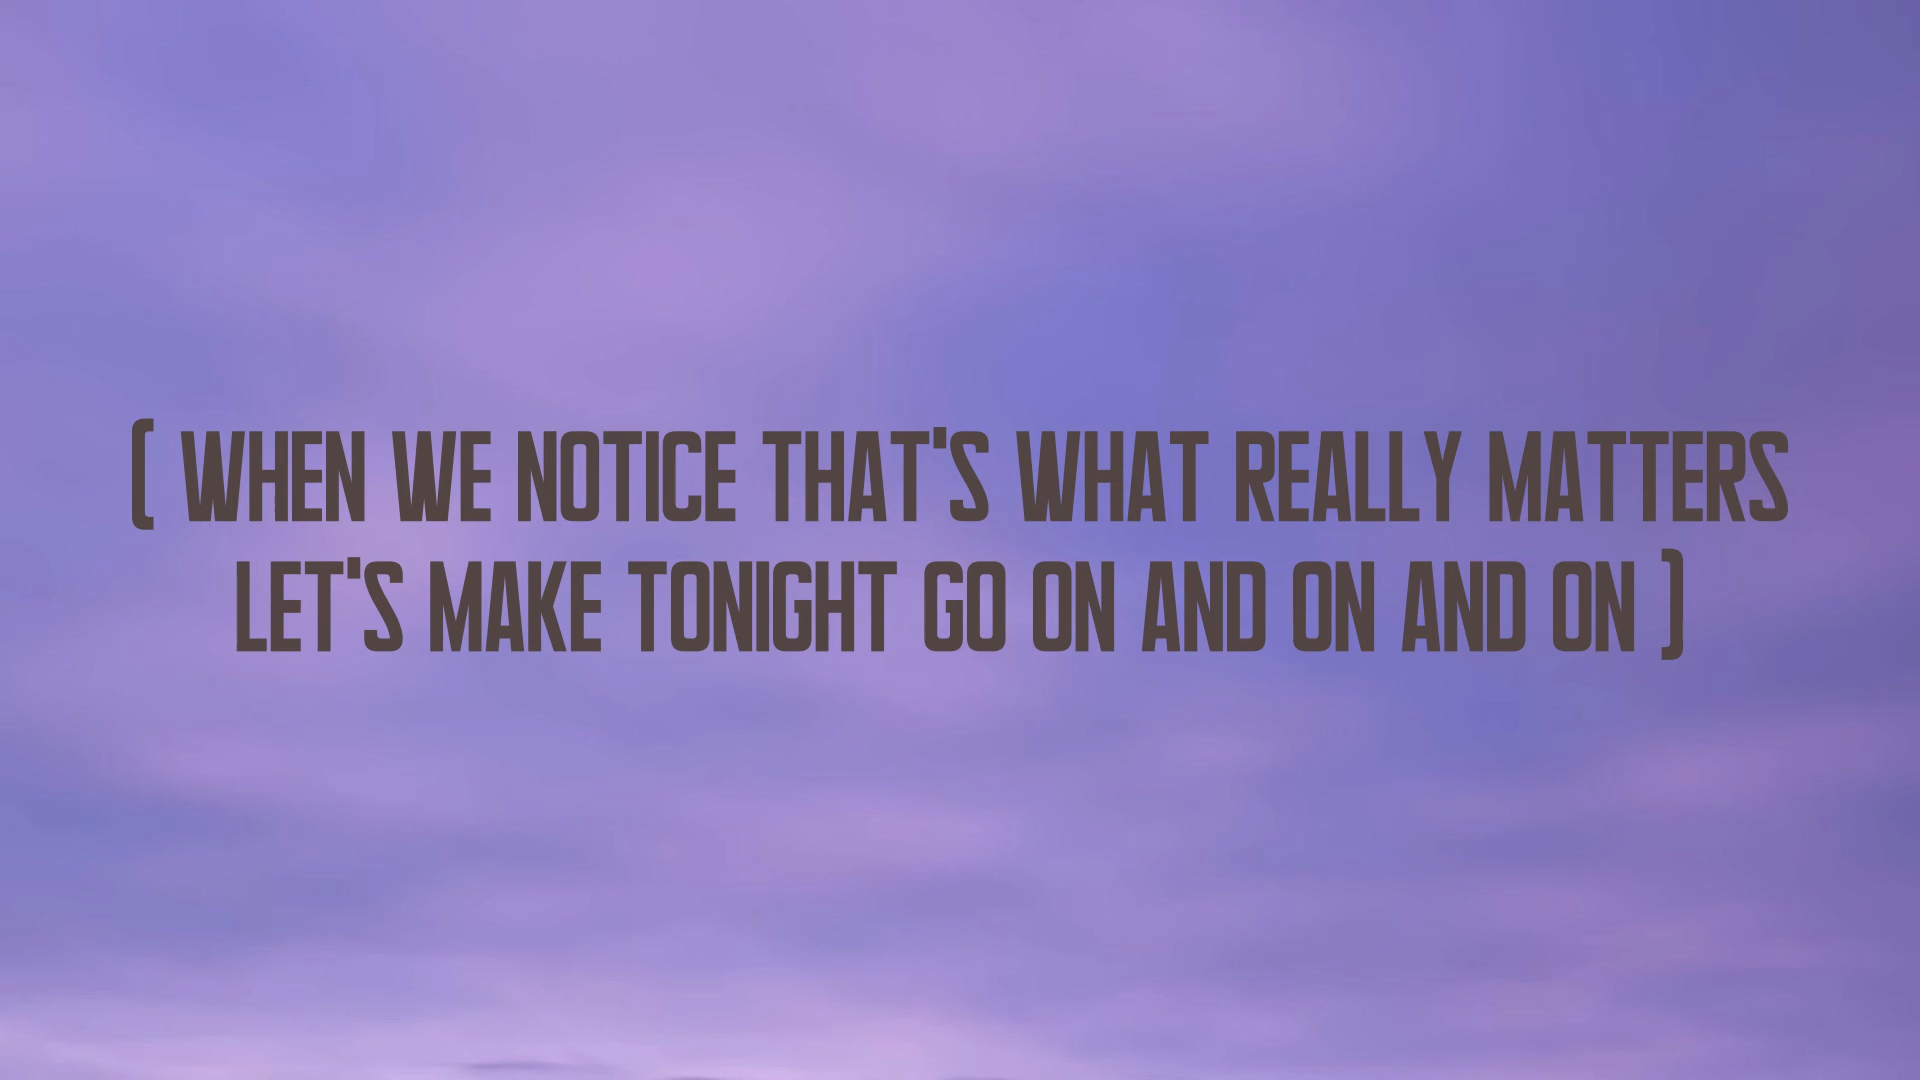 ( WHEN WE NOTICE THAT'S WHAT REALLY MATTERS
LET'S MAKE TONIGHT GO ON AND ON AND ON )